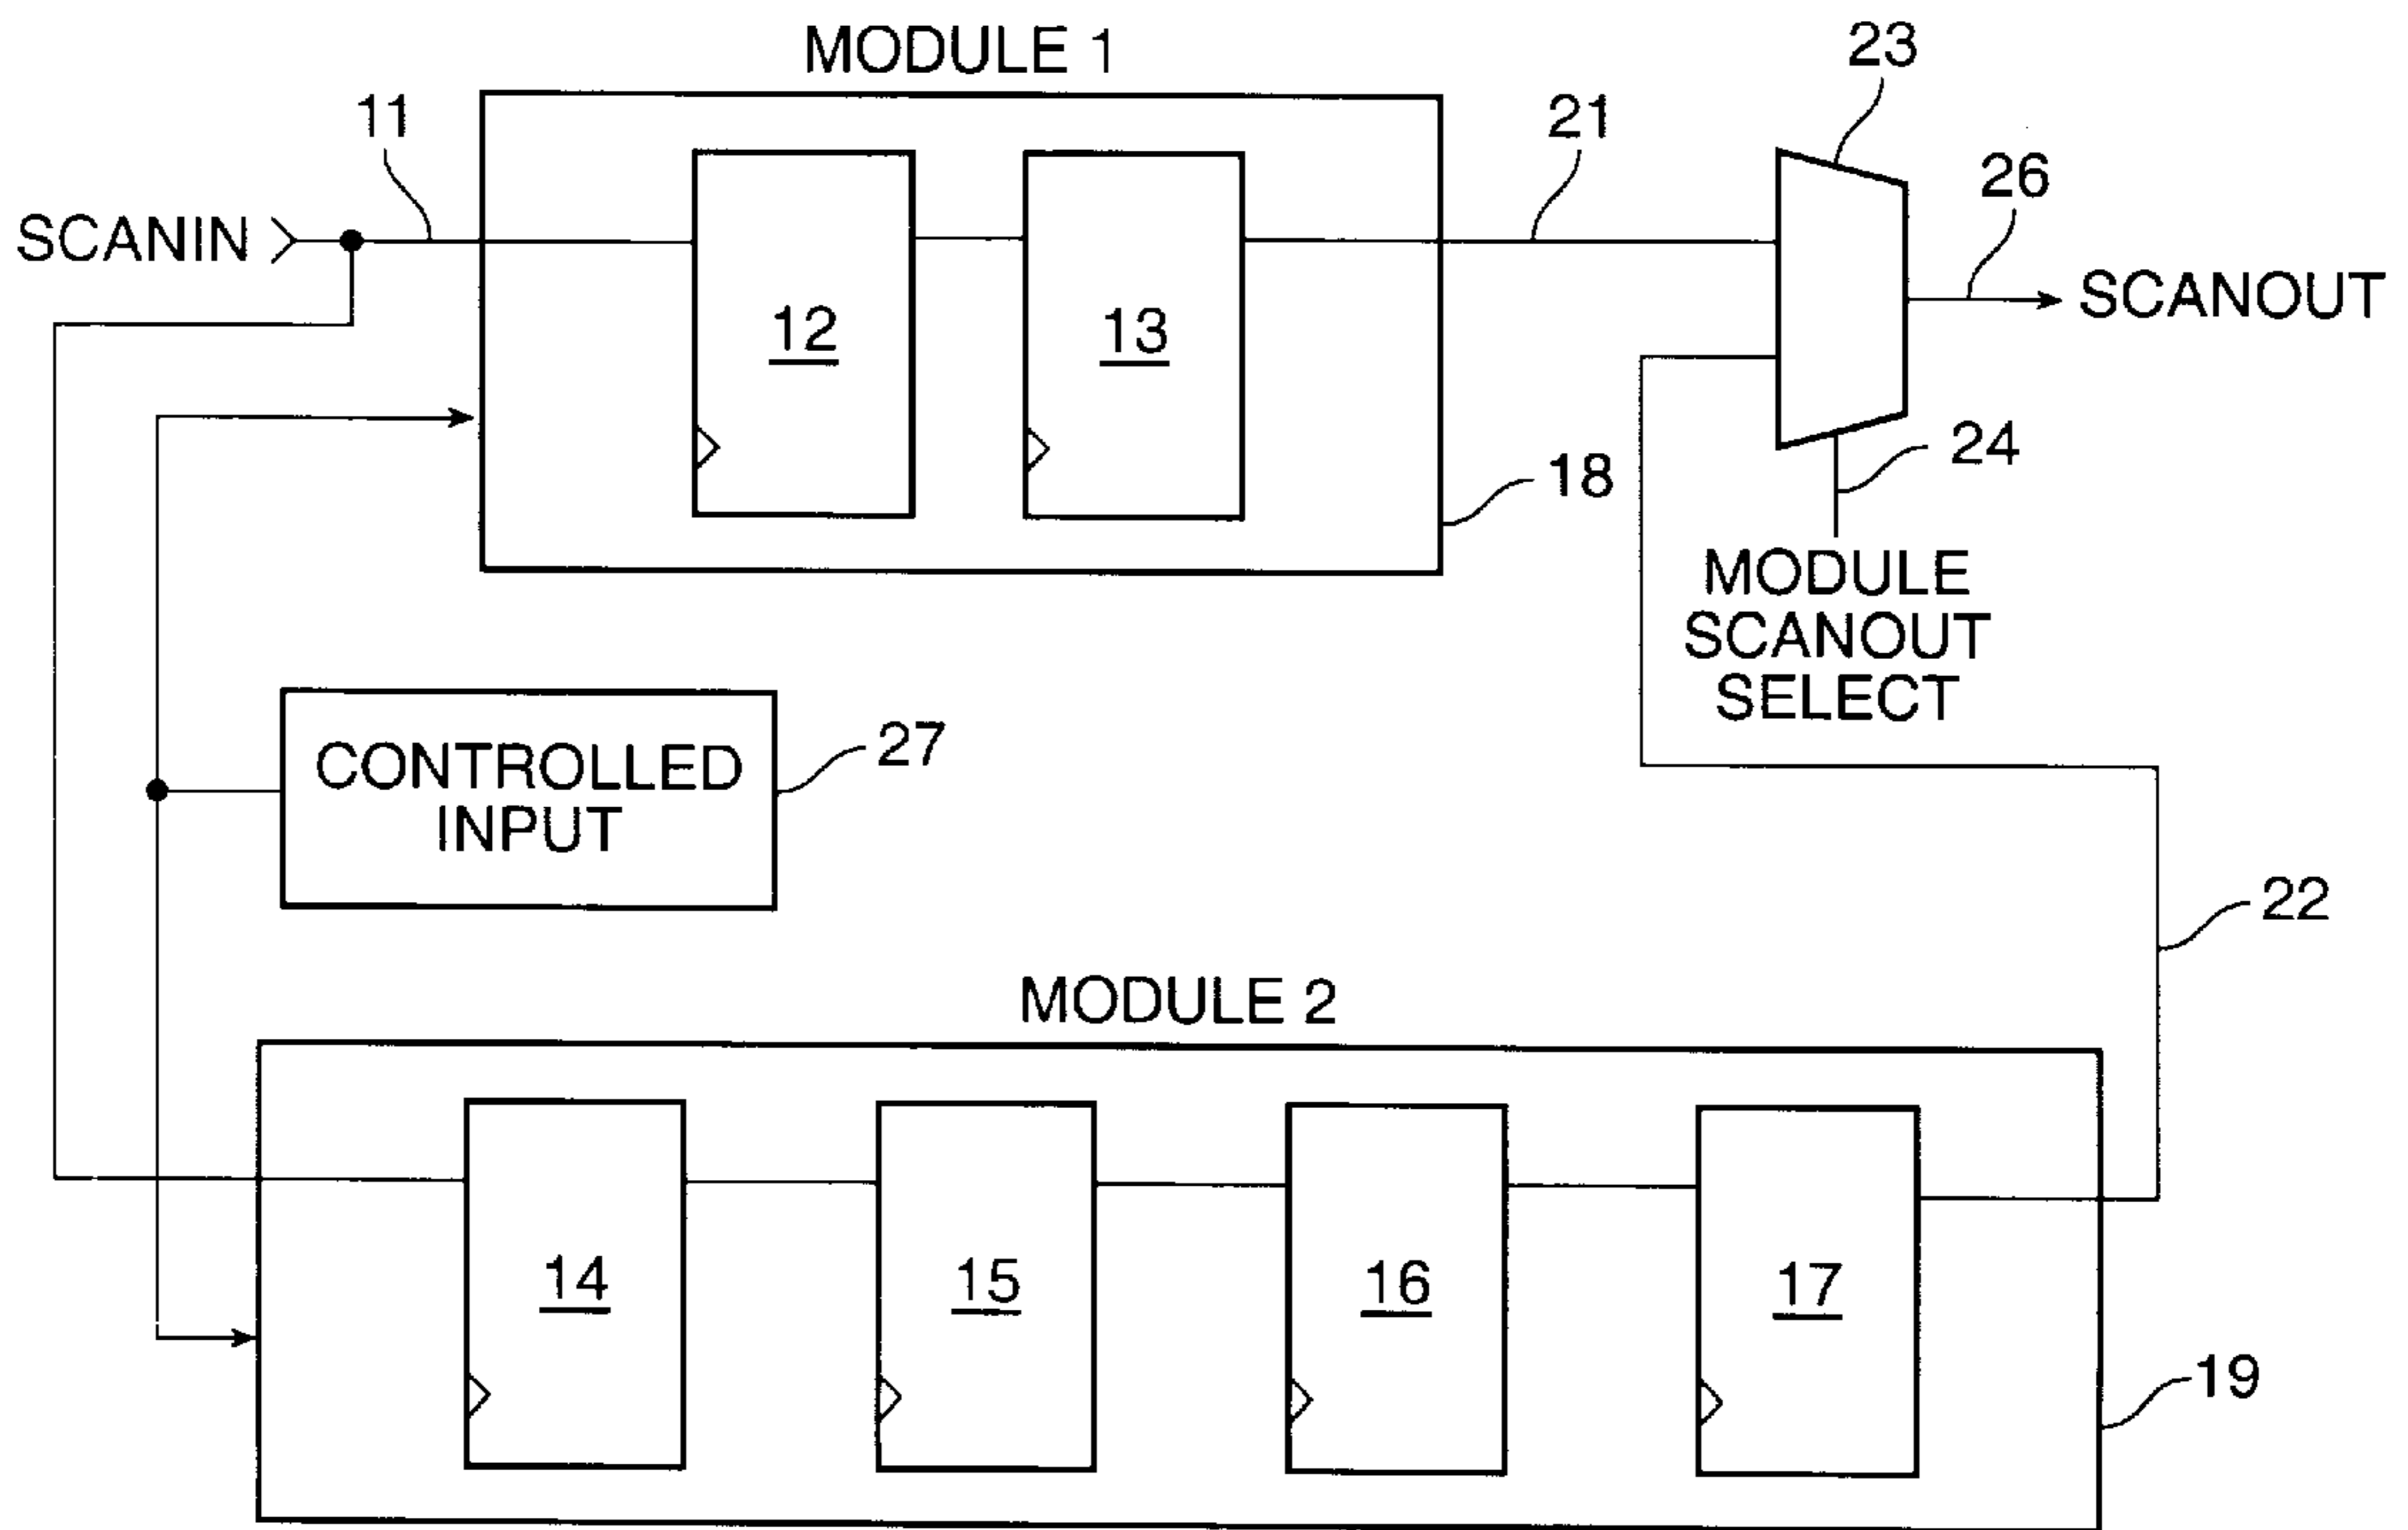 MODULE 1
23
11
21
26
SCANIN
SCANOUT
12
13
24
18
MODULE
SCANOUT
SELECT
CONTROLLED
INPUT
27
22
MODULE 2
14
15
16
17
19